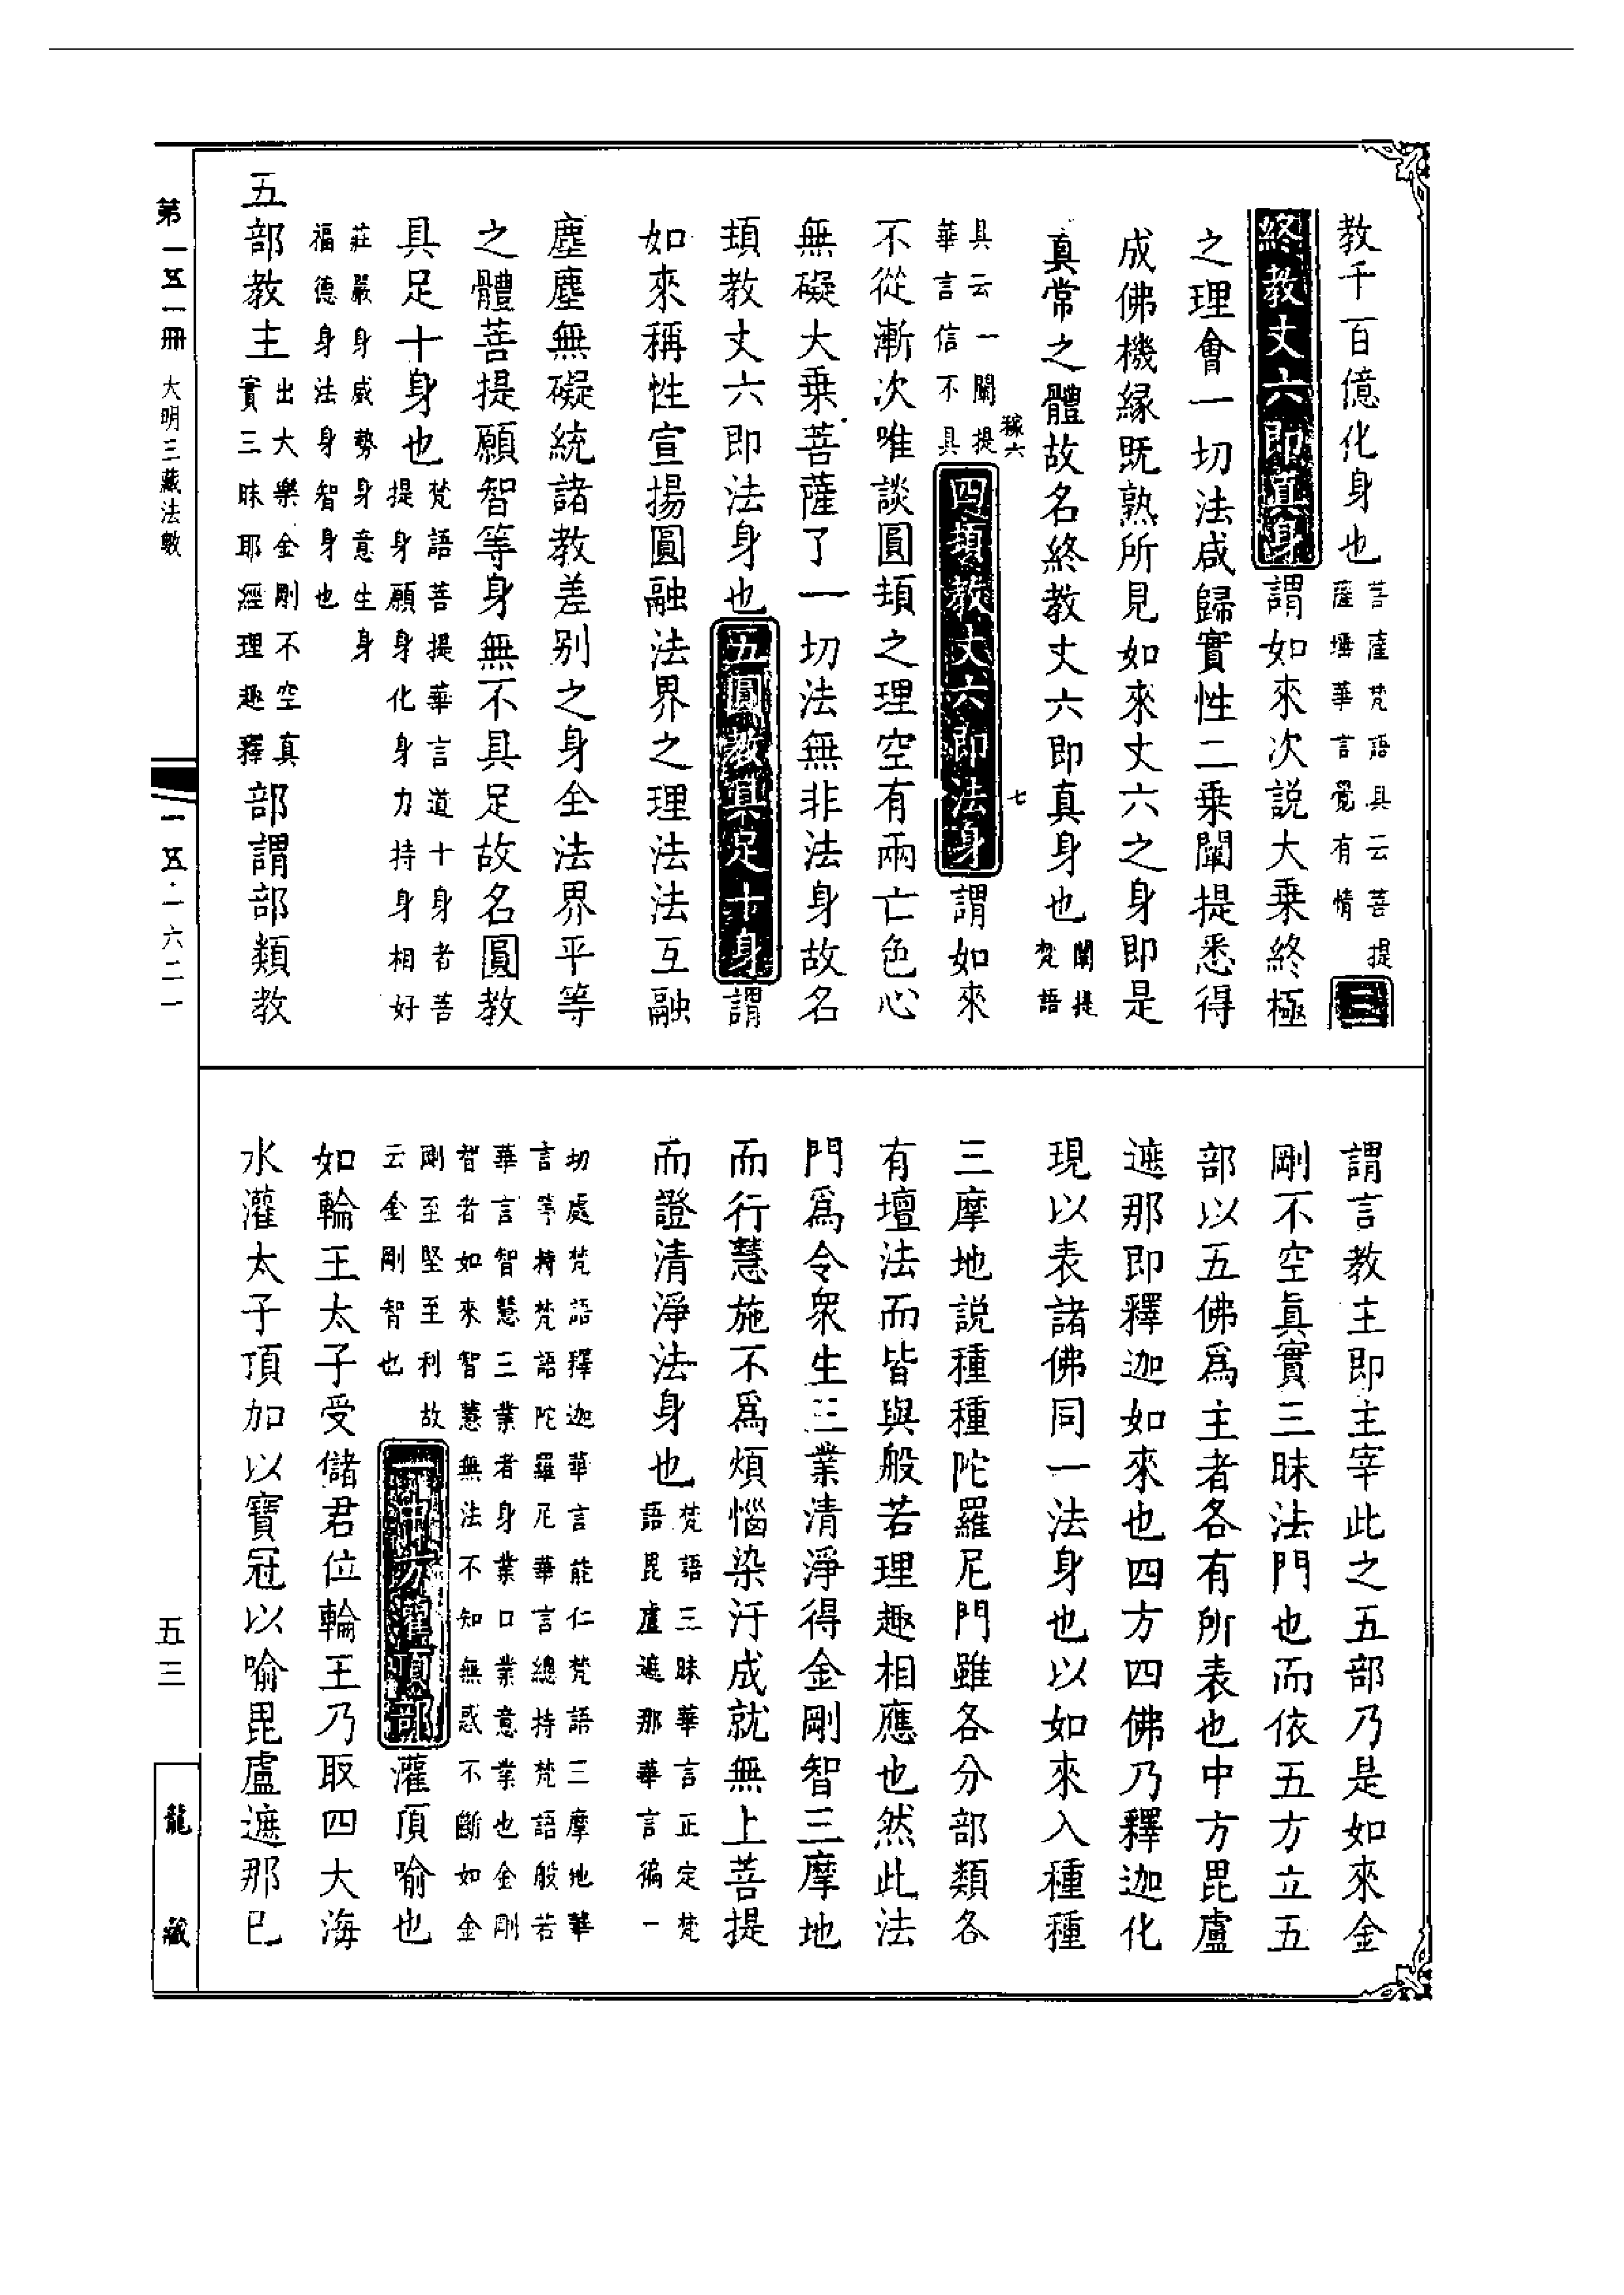 教千百億化身也菩薩梵語具云菩提薩埵華言覺有情三
終教丈六即真身謂如來次説大乗終極
之理會一切法咸歸實性二乗闡提悉得
成佛機縁既熟所見如來丈六之身即是
真常之體故名終教丈六即真身也闡提梵語
具云一闡提華言信不具四頓教丈六即法身謂如來
稼六
七
不從漸次唯談圓頓之理空有兩亡色心
無礙大乗菩薩了一切法無非法身故名
頓教丈六即法身也五圓教具足十身謂
如來稱性宣揚圓融法界之理法法互融
塵塵無礙統諸教差别之身全法界平等
之體菩提願智等身無不具足故名圓教
具足十身也梵語菩提華言道十身者菩提身願身化身力持身相好
莊嚴身威勢身意生身福德身法身智身也
五部教主出大樂金剛不空真實三昧耶經理趣釋部謂部類教
謂言教主即主宰此之五部乃是如來金
剛不空真實三昧法門也而依五方立五
部以五佛爲主者各有所表也中方毘盧
遮那即釋迦如來也四方四佛乃釋迦化
現以表諸佛同一法身也以如來入種種
三摩地説種種陀羅尼門雖各分部類各
有壇法而皆與般若理趣相應也然此法
門爲令衆生三業清淨得金剛智三摩地
而行慧施不爲煩惱染汙成就無上菩提
而證清淨法身也梵語三昧華言正定梵語毘盧遮那華言徧一
切處梵語釋迦華言能仁梵語三摩地華言等持梵語陀羅尼華言總持梵語般若
華言智慧三業者身業口業意業也金剛智者如來智慧無法不知無惑不斷如金
剛至堅至利故云金剛智也一中方灌頂部灌頂喻也
如輪王太子受儲君位輪王乃取四大海
水灌太子頂加以寶冠以喻毘盧遮那已
第一五一冊
大明三藏法數
一五一·六二一
五三
龍藏